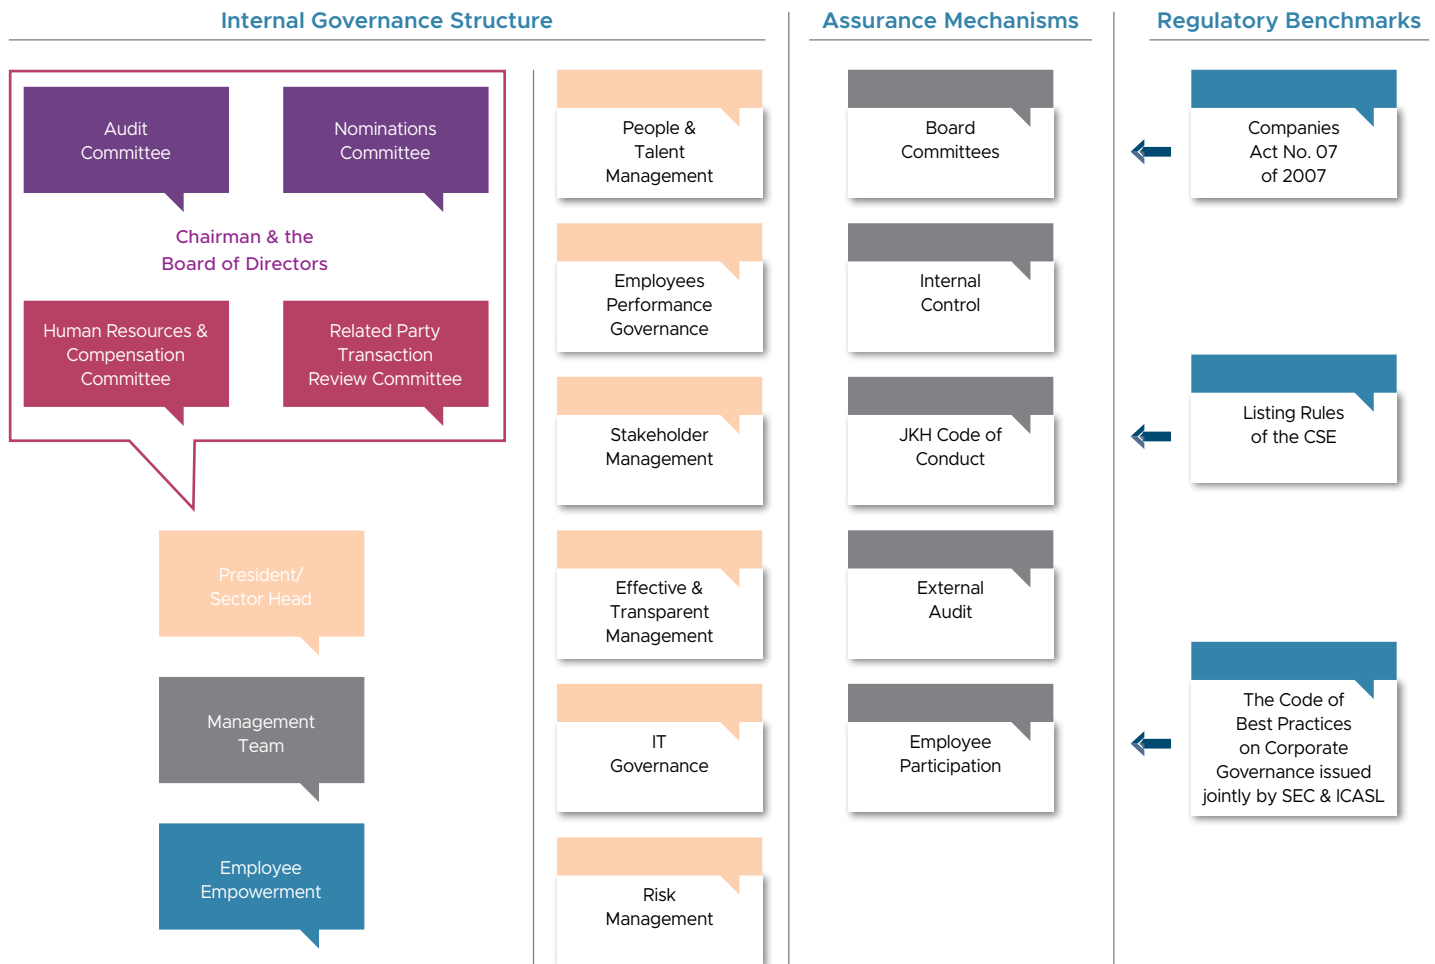 Internal Governance Structure
Audit
Committee
Nominations
Committee
Chairman & the
Board of Directors
Human Resources &
Compensation
Committee
Related Party
Transaction
Review Committee
President/
Sector Head
Management
Team
Employee
Empowerment
People &
Talent
Management
Employees
Performance
Governance
Stakeholder
Management
Effective &
Transparent
Management
IT
Governance
Risk
Management
Assurance Mechanisms
Board
Committees
Internal
Control
JKH Code of
Conduct
External
Audit
Employee
Participation
Regulatory Benchmarks
Companies
Act No. 07
of 2007
Listing Rules
of the CSE
The Code of
Best Practices
on Corporate
Governance issued
jointly by SEC & ICASL